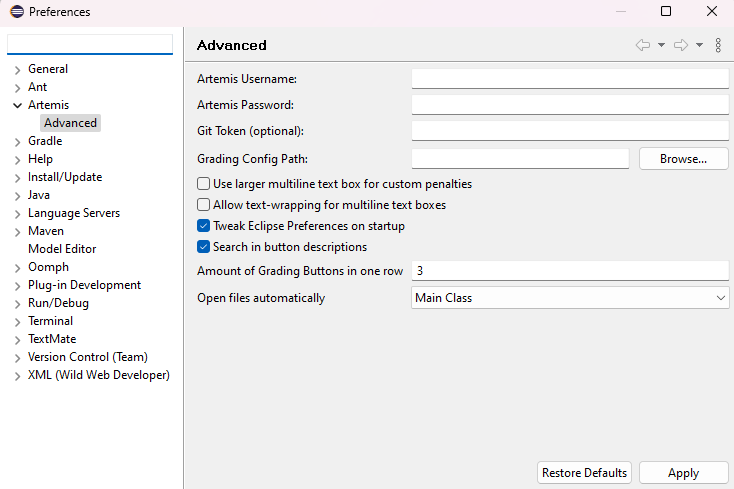 Preferences
Advanced
General
Ant
Artemis
Advanced
Gradle
Help
Install/Update
Java
Language Servers
Maven
Model Editor
Oomph
Plug-in Development
Run/Debug
Terminal
TextMate
Version Control (Team)
XML (Wild Web Developer)
Artemis Username:
Artemis Password:
Git Token (optional):
Grading Config Path:
Browse...
Use larger multiline text box for custom penalties
Allow text-wrapping for multiline text boxes
Tweak Eclipse Preferences on startup
Search in button descriptions
Amount of Grading Buttons in one row 3
Open files automatically Main Class
Restore Defaults Apply